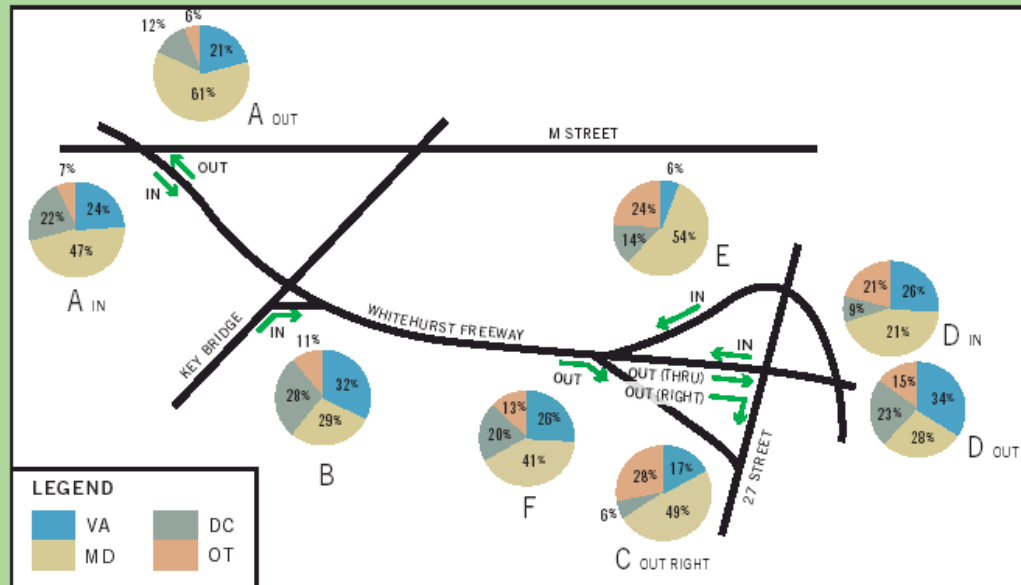 6%
12%
21%
61%
A OUT
M STREET
OUT
IN
7%
24%
22%
47%
A IN
6%
24%
14%
54%
E
KEY BRIDGE
IN
WHITEHURST FREEWAY
11%
32%
28%
29%
B
IN
IN
OUT
OUT (THRU)
OUT (RIGHT)
21%
26%
9%
21%
D IN
15%
34%
23%
28%
D OUT
13%
26%
20%
41%
F
28%
17%
6%
49%
C OUT RIGHT
27 STREET
LEGEND
VA
DC
MD
OT